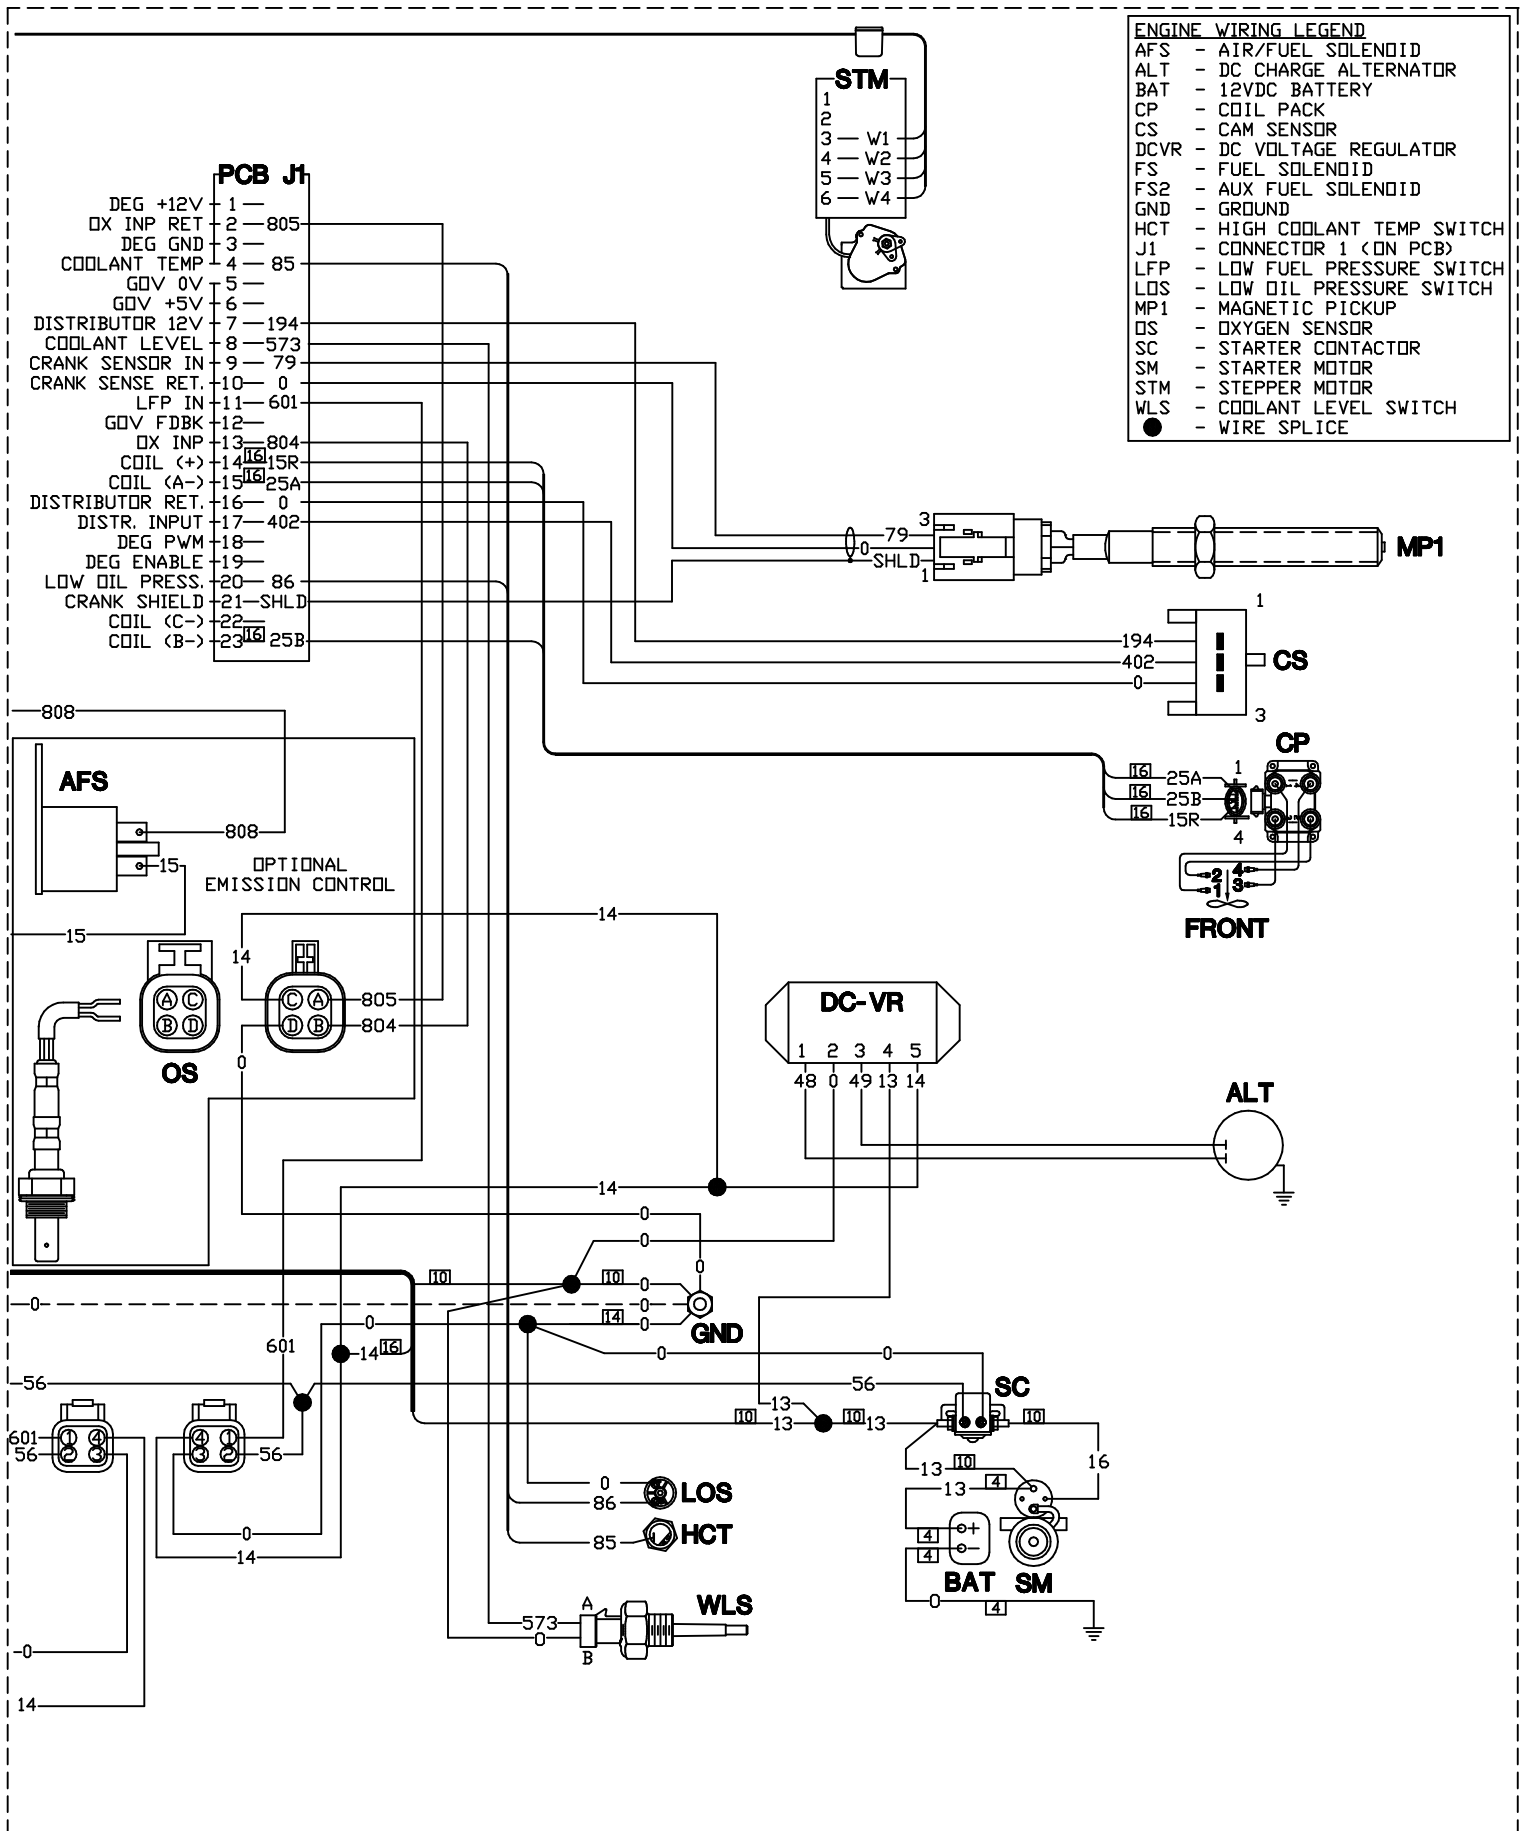 ENGINE WIRING LEGEND
AFS - AIR/FUEL SOLENOID
ALT - DC CHARGE ALTERNATOR
BAT - 12VDC BATTERY
CP - COIL PACK
CS - CAM SENSOR
DCVR - DC VOLTAGE REGULATOR
FS - FUEL SOLENOID
FS2 - AUX FUEL SOLENOID
GND - GROUND
HCT - HIGH COOLANT TEMP SWITCH
J1 - CONNECTOR 1 (ON PCB)
LFP - LOW FUEL PRESSURE SWITCH
LOS - LOW OIL PRESSURE SWITCH
MP1 - MAGNETIC PICKUP
OS - OXYGEN SENSOR
SC - STARTER CONTACTOR
SM - STARTER MOTOR
STM - STEPPER MOTOR
WLS - COOLANT LEVEL SWITCH
- WIRE SPLICE
STM
1
2
3 W1
4 W2
5 W3
6 W4
PCB J1
DEG +12V 1
OX INP RET 2 805
DEG GND 3
COOLANT TEMP 4 85
GOV 0V 5
GOV +5V 6
DISTRIBUTOR 12V 7 194
COOLANT LEVEL 8 573
CRANK SENSOR IN 9 79
CRANK SENSE RET. 10 0
LFP IN 11 601
GOV FDBK 12
OX INP 13 804
COIL (+) 14 16 15R
COIL (A-) 15 16 25A
DISTRIBUTOR RET. 16 0
DISTR. INPUT 17 402
DEG PWM 18
DEG ENABLE 19
LOW OIL PRESS. 20 86
CRANK SHIELD 21 SHLD
COIL (C-) 22
COIL (B-) 23 16 25B
3
79
0
SHLD
1
MP1
1
194
402
0
CS
3
808
AFS
808
15
OPTIONAL
EMISSION CONTROL
15
CP
16 25A 1
16 25B
16 15R
4
2 4
1 3
FRONT
14
14
A C
B D
OS
C A 805
D B 804
0
DC-VR
1 2 3 4 5
48 0 49 13 14
ALT
14
0
0
0
10 10 0
0 0
14 0
0
GND
601
14 16
0 0
56 56
SC
13
10 13 10 13 10
601 1 4
56 2 3
4 1
3 2 56
13 10 16
13 4
0 LOS
86
85 HCT
4
+
4
-
0
14
BAT SM
0 4
A WLS
573
0
B
0
14